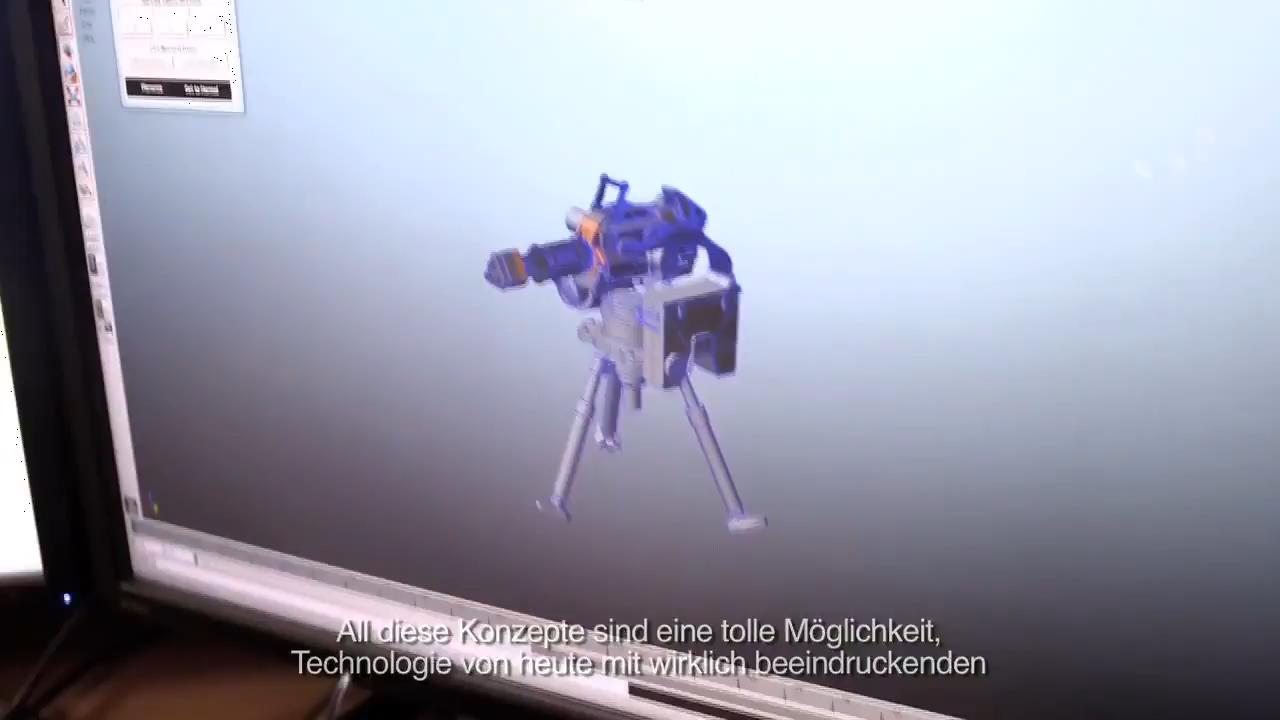 All diese Konzepte sind eine tolle Möglichkeit,
Technologie von heute mit wirklich beeindruckenden